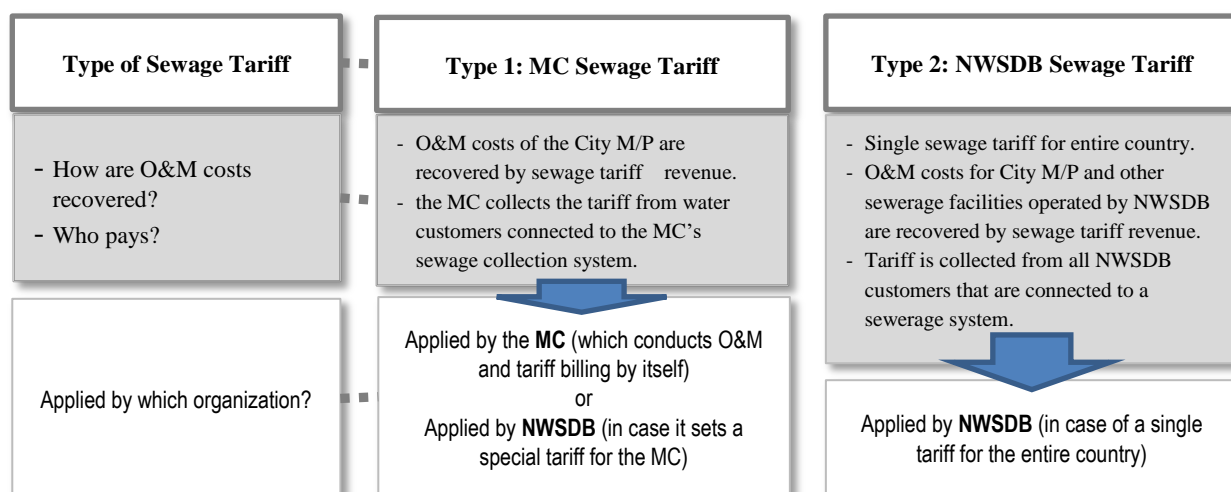 Type of Sewage Tariff
- How are O&M costs
recovered?
- Who pays?
Applied by which organization?
Type 1: MC Sewage Tariff
- O&M costs of the City M/P are
recovered by sewage tariff revenue.
- the MC collects the tariff from water
customers connected to the MC's
sewage collection system.
Applied by the MC (which conducts O&M
and tariff billing by itself)
or
Applied by NWSDB (in case it sets a
special tariff for the MC)
Type 2: NWSDB Sewage Tariff
- Single sewage tariff for entire country.
- O&M costs for City M/P and other
sewerage facilities operated by NWSDB
are recovered by sewage tariff revenue.
- Tariff is collected from all NWSDB
customers that are connected to a
sewerage system.
Applied by NWSDB (in case of a single
tariff for the entire country)